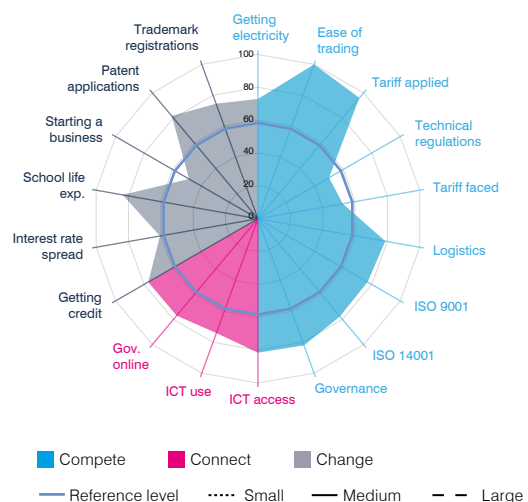 Getting
electricity
Ease of
trading
Tariff applied
Technical
regulations
Tariff faced
Logistics
ISO 9001
ISO 14001
Governance
ICT access
ICT use
Gov.
online
Getting
credit
Interest rate
spread
School life
exp.
Starting a
business
Patent
applications
Trademark
registrations
100
80
60
40
20
0
Compete
Connect
Change
Reference level
Small
Medium
Large